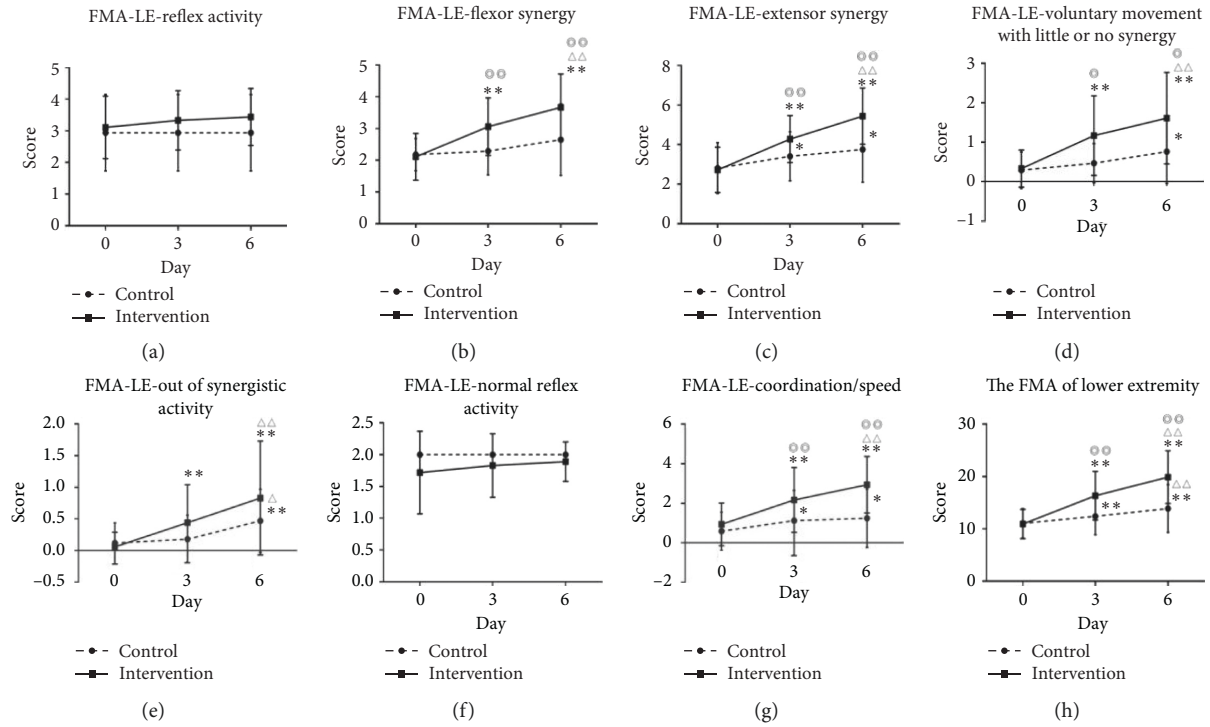 FMA-LE-reflex activity
5
4
3
2
1
0
Score
0 3 6
Day
Control
Intervention
(a)
FMA-LE-flexor synergy
5
4
3
2
1
0
Score
◎◎
**
◎◎
△△
**
0 3 6
Day
Control
Intervention
(b)
FMA-LE-extensor synergy
8
6
4
2
0
Score
◎◎
**
*
◎◎
△△
**
*
0 3 6
Day
Control
Intervention
(c)
FMA-LE-voluntary movement
with little or no synergy
3
2
1
0
−1
Score
◎
**
◎
△△
**
*
0 3 6
Day
Control
Intervention
(d)
FMA-LE-out of synergistic
activity
2.0
1.5
1.0
0.5
0.0
−0.5
Score
**
△△
**
△
**
0 3 6
Day
Control
Intervention
(e)
FMA-LE-normal reflex
activity
2.5
2.0
1.5
1.0
0.5
0.0
Score
0 3 6
Day
Control
Intervention
(f)
FMA-LE-coordination/speed
6
4
2
0
−2
Score
◎◎
**
*
◎◎
△△
**
*
0 3 6
Day
Control
Intervention
(g)
The FMA of lower extremity
30
20
10
0
Score
◎◎
**
**
◎◎
△△
**
△△
**
0 3 6
Day
Control
Intervention
(h)